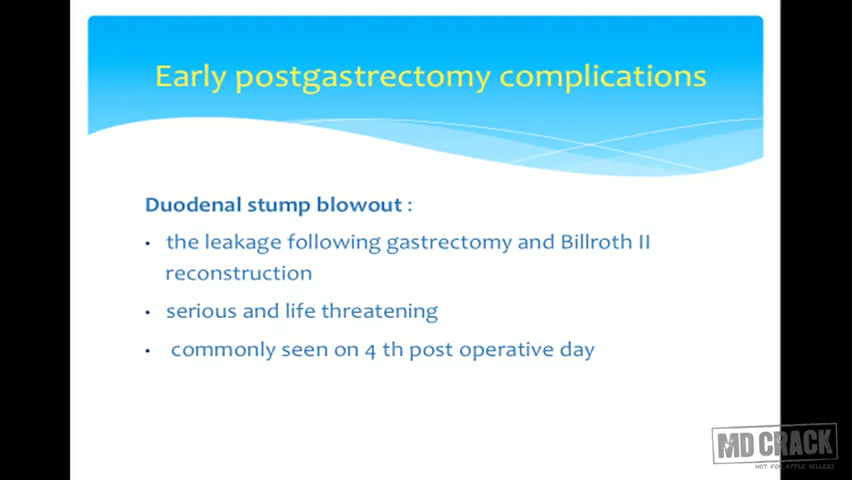 Early postgastrectomy complications
Duodenal stump blowout :
• the leakage following gastrectomy and Billroth II
reconstruction
• serious and life threatening
• commonly seen on 4 th post operative day
MD CRACK
NOT FOR APPLE SELLERS